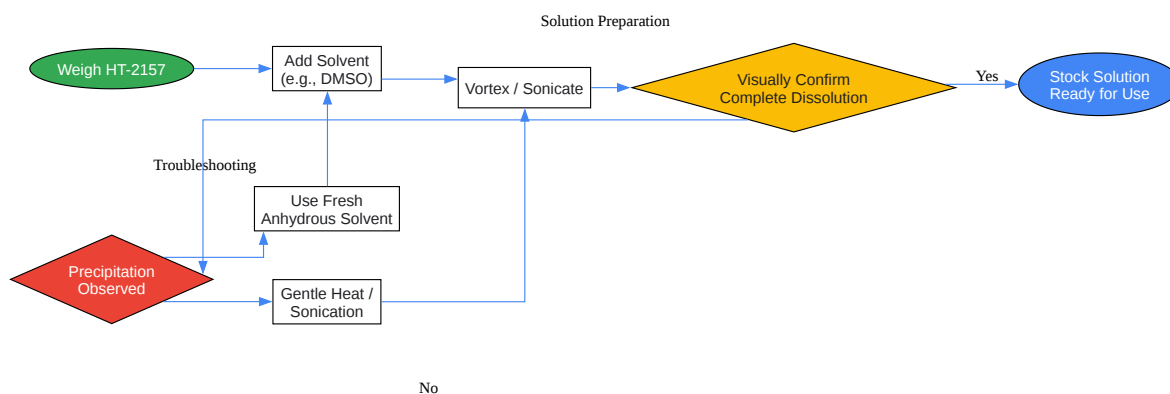 Solution Preparation
Weigh HT-2157
Add Solvent
(e.g., DMSO)
Vortex / Sonicate
Visually Confirm
Complete Dissolution
Yes
Stock Solution
Ready for Use
Troubleshooting
Use Fresh
Anhydrous Solvent
Precipitation
Observed
Gentle Heat /
Sonication
No